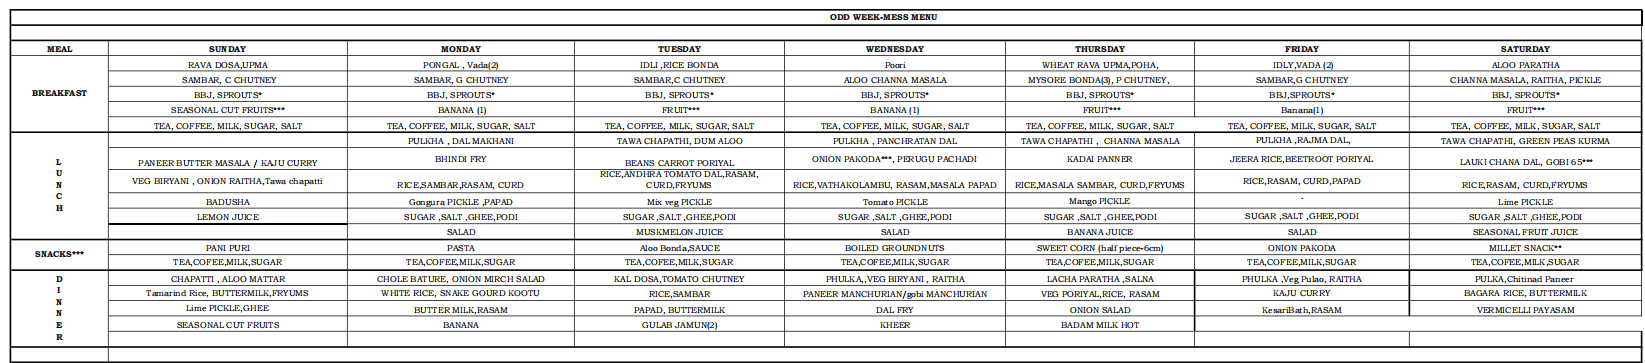 ODD WEEK-MESS MENU
MEAL SUNDAY MONDAY TUESDAY WEDNESDAY THURSDAY FRIDAY SATURDAY
RAVA DOSA,UPMA PONGAL , Vada(2) IDLI ,RICE BONDA Poori WHEAT RAVA UPMA,POHA, IDLY,VADA (2) ALOO PARATHA
SAMBAR, C CHUTNEY SAMBAR, G CHUTNEY SAMBAR,C CHUTNEY ALOO CHANNA MASALA MYSORE BONDA(3), P CHUTNEY, SAMBAR,G CHUTNEY CHANNA MASALA, RAITHA, PICKLE
BREAKFAST BBJ, SPROUTS* BBJ, SPROUTS* BBJ, SPROUTS* BBJ, SPROUTS* BBJ, SPROUTS* BBJ,SPROUTS* BBJ, SPROUTS*
SEASONAL CUT FRUITS*** BANANA (1) FRUIT*** BANANA (1) FRUIT*** Banana(1) FRUIT***
TEA, COFFEE, MILK, SUGAR, SALT TEA, COFFEE, MILK, SUGAR, SALT TEA, COFFEE, MILK, SUGAR, SALT TEA, COFFEE, MILK, SUGAR, SALT TEA, COFFEE, MILK, SUGAR, SALT TEA, COFFEE, MILK, SUGAR, SALT TEA, COFFEE, MILK, SUGAR, SALT
PULKHA , DAL MAKHANI TAWA CHAPATHI, DUM ALOO PULKHA , PANCHRATAN DAL TAWA CHAPATHI , CHANNA MASALA PULKHA ,RAJMA DAL, TAWA CHAPATHI, GREEN PEAS KURMA
L PANEER BUTTER MASALA / KAJU CURRY BHINDI FRY BEANS CARROT PORIYAL ONION PAKODA***, PERUGU PACHADI KADAI PANNER JEERA RICE,BEETROOT PORIYAL LAUKI CHANA DAL, GOBI 65***
U
N VEG BIRYANI , ONION RAITHA,Tawa chapatti RICE,SAMBAR,RASAM, CURD RICE,ANDHRA TOMATO DAL,RASAM, CURD,FRYUMS RICE,VATHAKOLAMBU, RASAM,MASALA PAPAD RICE,MASALA SAMBAR, CURD,FRYUMS RICE,RASAM, CURD,PAPAD RICE,RASAM, CURD,FRYUMS
C BADUSHA Gongura PICKLE ,PAPAD Mix veg PICKLE Tomato PICKLE Mango PICKLE - Lime PICKLE
H LEMON JUICE SUGAR ,SALT ,GHEE,PODI SUGAR ,SALT ,GHEE,PODI SUGAR ,SALT ,GHEE,PODI SUGAR ,SALT ,GHEE,PODI SUGAR ,SALT ,GHEE,PODI SUGAR ,SALT ,GHEE,PODI
SALAD MUSKMELON JUICE SALAD BANANA JUICE SALAD SEASONAL FRUIT JUICE
SNACKS*** PANI PURI PASTA Aloo Bonda,SAUCE BOILED GROUNDNUTS SWEET CORN (half piece-6cm) ONION PAKODA MILLET SNACK**
TEA,COFEE,MILK,SUGAR TEA,COFEE,MILK,SUGAR TEA,COFEE,MILK,SUGAR TEA,COFEE,MILK,SUGAR TEA,COFEE,MILK,SUGAR TEA,COFEE,MILK,SUGAR TEA,COFEE,MILK,SUGAR
D CHAPATTI , ALOO MATTAR CHOLE BATURE, ONION MIRCH SALAD KAL DOSA,TOMATO CHUTNEY PHULKA,,VEG BIRYANI , RAITHA LACHA PARATHA ,SALNA PHULKA ,Veg Pulao, RAITHA PULKA,Chitinad Paneer
I Tamarind Rice, BUTTERMILK,FRYUMS WHITE RICE, SNAKE GOURD KOOTU RICE,SAMBAR PANEER MANCHURIAN/gobi MANCHURIAN VEG PORIYAL,RICE, RASAM KAJU CURRY BAGARA RICE, BUTTERMILK
N Lime PICKLE,GHEE BUTTER MILK,RASAM PAPAD, BUTTERMILK DAL FRY ONION SALAD KesariBath,RASAM VERMICELLI PAYASAM
N SEASONAL CUT FRUITS BANANA GULAB JAMUN(2) KHEER BADAM MILK HOT
E
R